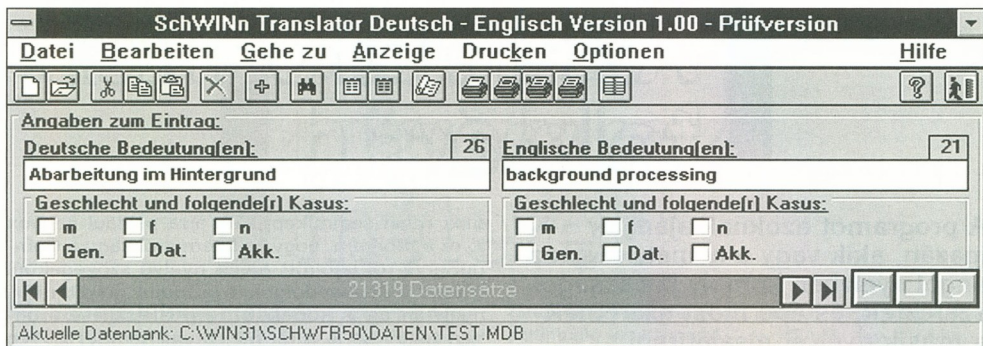 SchWINn Translator Deutsch - Englisch Version 1.00 - Prüfversion
Datei Bearbeiten Gehe zu Anzeige Drucken Optionen Hilfe
Angaben zum Eintrag:
Deutsche Bedeutung(en): 26 Englische Bedeutung(en): 21
Abarbeitung im Hintergrund background processing
Geschlecht und folgende(r) Kasus: Geschlecht und folgende(r) Kasus:
m f n m f n
Gen. Dat. Akk. Gen. Dat. Akk.
21319 Datensätze
Aktuelle Datenbank: C:\WIN31\SCHWFR50\DATEN\TEST.MDB